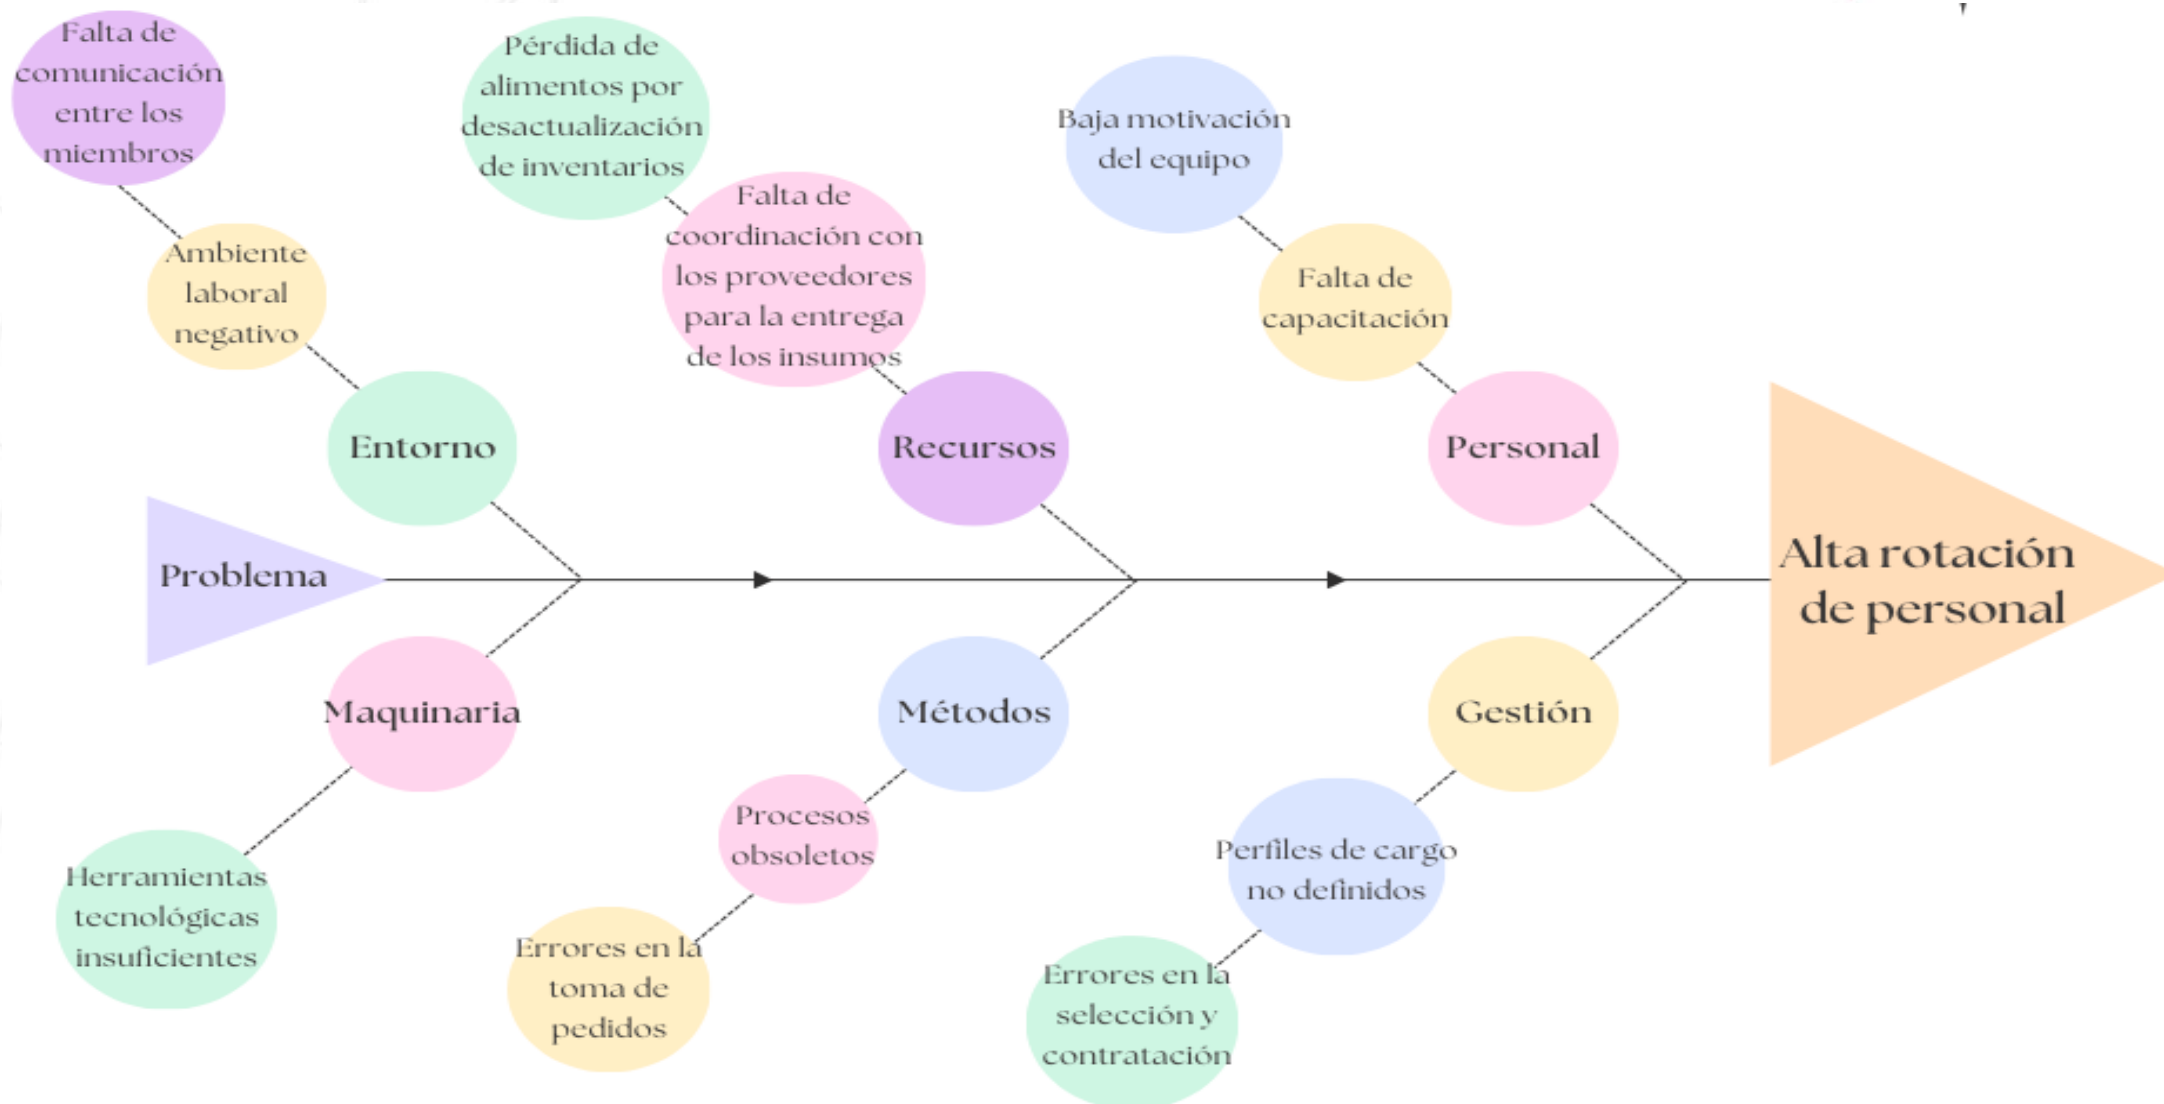 Falta de
comunicación
entre los
miembros
Ambiente
laboral
negativo
Entorno
Pérdida de
alimentos por
desactualización
de inventarios
Falta de
coordinación con
los proveedores
para la entrega
de los insumos
Recursos
Baja motivación
del equipo
Falta de
capacitación
Personal
Problema
Alta rotación
de personal
Maquinaria
Herramientas
tecnológicas
insuficientes
Métodos
Procesos
obsoletos
Errores en la
toma de
pedidos
Gestión
Perfiles de cargo
no definidos
Errores en la
selección y
contratación